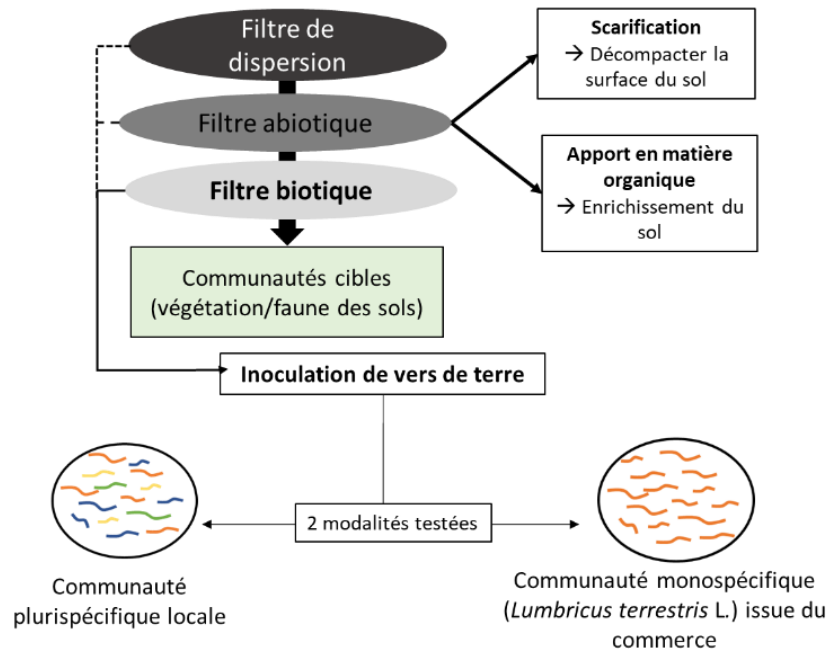 Filtre de
dispersion
Filtre abiotique
Filtre biotique
Communautés cibles
(végétation/faune des sols)
Scarification
→ Décompacter la
surface du sol
Apport en matière
organique
→ Enrichissement du
sol
Inoculation de vers de terre
2 modalités testées
Communauté
plurispécifique locale
Communauté monospécifique
(Lumbricus terrestris L.) issue du
commerce